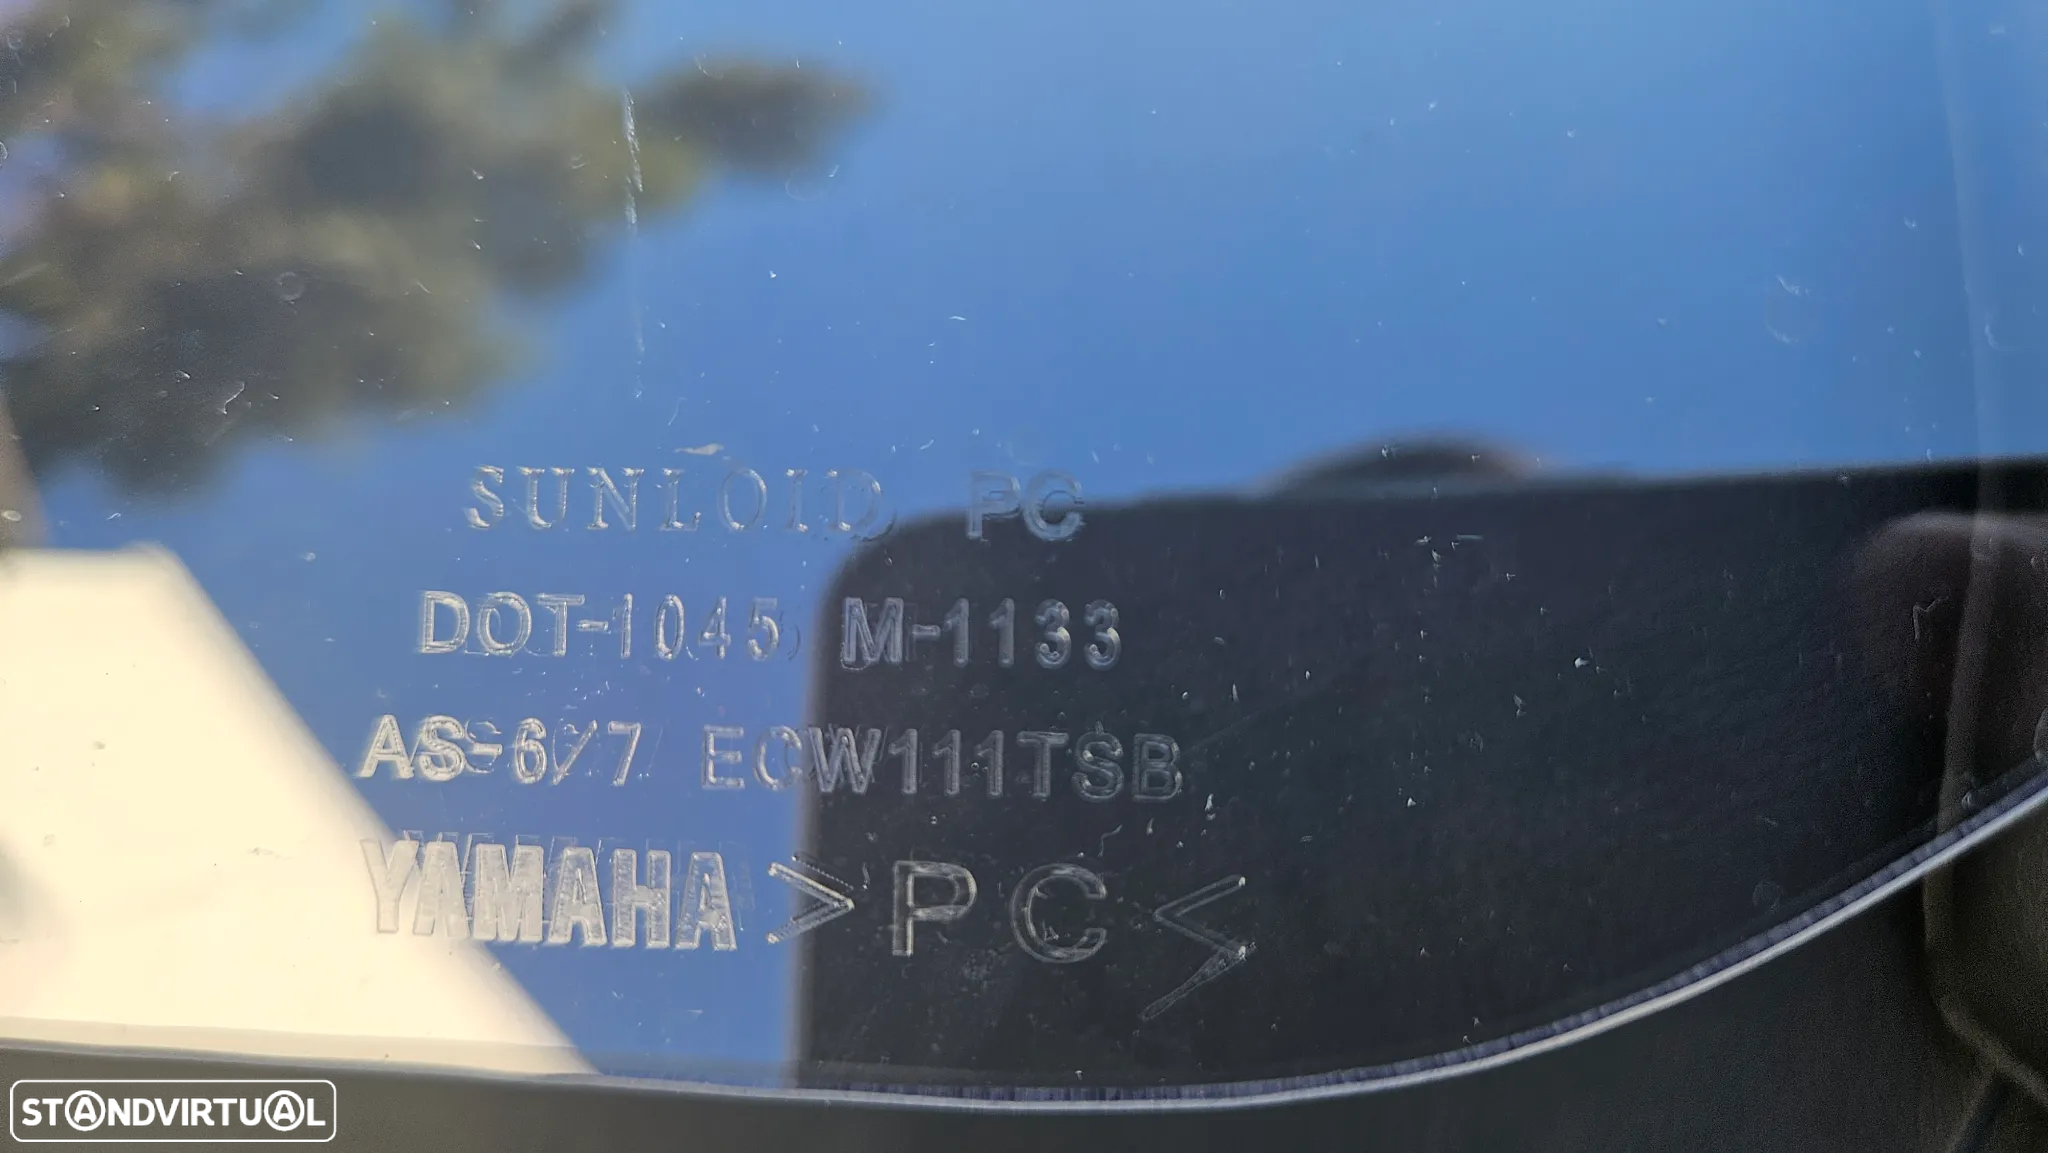 SUNLOID PC
DOT-1045 M-1133
AS-6/7 ECW111TSB
YAMAHA >PC<
STANDVIRTUAL